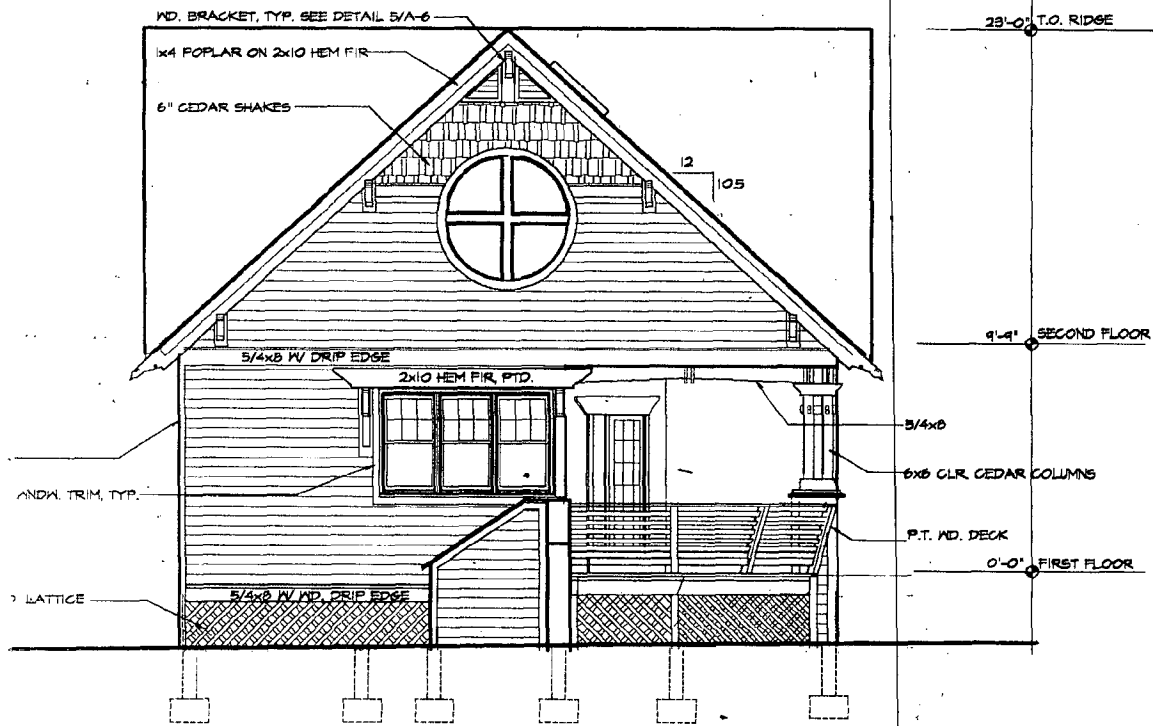 WD. BRACKET, TYP. SEE DETAIL 5/A-6
1x4 POPLAR ON 2x10 HEM FIR
6" CEDAR SHAKES
23'-0" T.O. RIDGE
12
10.5
9'-9" SECOND FLOOR
5/4x8 W/ DRIP EDGE
2x10 HEM FIR, PTD.
5/4x8
6x6 CLR. CEDAR COLUMNS
WNDW. TRIM, TYP.
P.T. WD. DECK
0'-0" FIRST FLOOR
LATTICE
5/4x8 W/ WD. DRIP EDGE